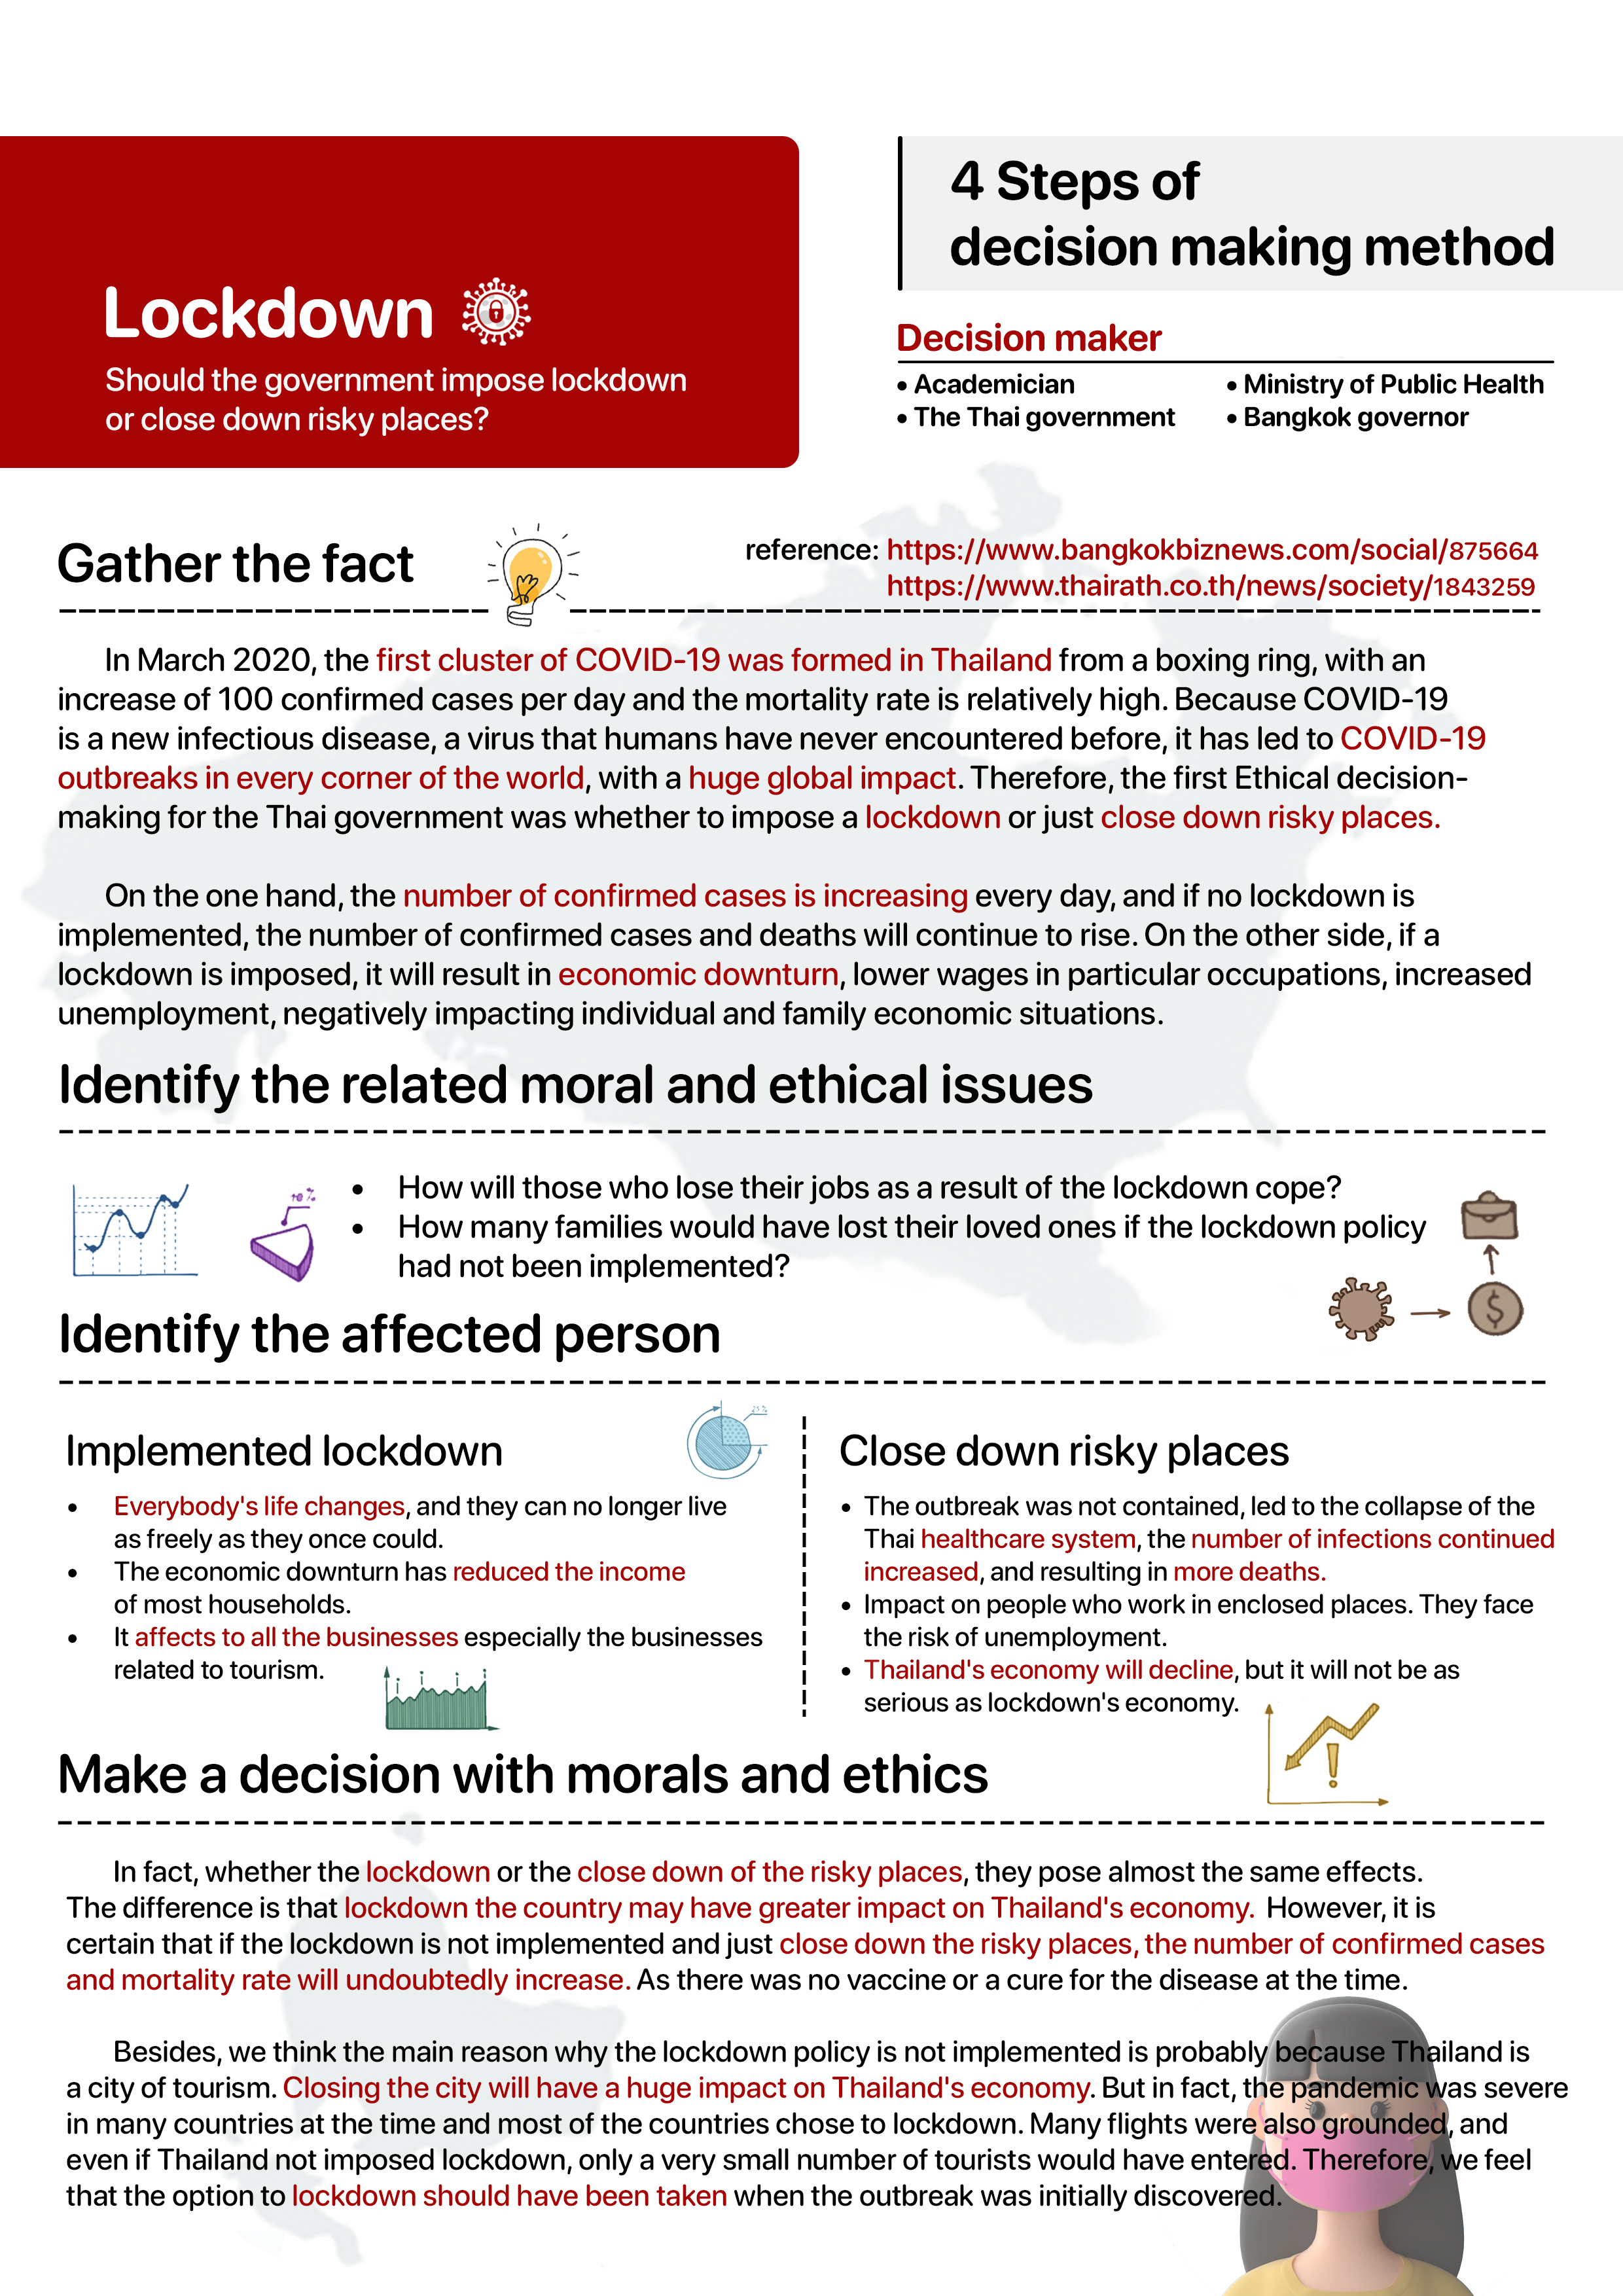 Lockdown
Should the government impose lockdown
or close down risky places?
4 Steps of
decision making method
Decision maker
• Academician
• The Thai government
• Ministry of Public Health
• Bangkok governor
Gather the fact
reference: https://www.bangkokbiznews.com/social/875664
https://www.thairath.co.th/news/society/1843259
In March 2020, the first cluster of COVID-19 was formed in Thailand from a boxing ring, with an
increase of 100 confirmed cases per day and the mortality rate is relatively high. Because COVID-19
is a new infectious disease, a virus that humans have never encountered before, it has led to COVID-19
outbreaks in every corner of the world, with a huge global impact. Therefore, the first Ethical decision-
making for the Thai government was whether to impose a lockdown or just close down risky places.
On the one hand, the number of confirmed cases is increasing every day, and if no lockdown is
implemented, the number of confirmed cases and deaths will continue to rise. On the other side, if a
lockdown is imposed, it will result in economic downturn, lower wages in particular occupations, increased
unemployment, negatively impacting individual and family economic situations.
Identify the related moral and ethical issues
10%
• How will those who lose their jobs as a result of the lockdown cope?
• How many families would have lost their loved ones if the lockdown policy
had not been implemented?
$
Identify the affected person
Implemented lockdown
• Everybody's life changes, and they can no longer live
as freely as they once could.
• The economic downturn has reduced the income
of most households.
• It affects to all the businesses especially the businesses
related to tourism.
25%
Close down risky places
• The outbreak was not contained, led to the collapse of the
Thai healthcare system, the number of infections continued
increased, and resulting in more deaths.
• Impact on people who work in enclosed places. They face
the risk of unemployment.
• Thailand's economy will decline, but it will not be as
serious as lockdown's economy.
!
Make a decision with morals and ethics
In fact, whether the lockdown or the close down of the risky places, they pose almost the same effects.
The difference is that lockdown the country may have greater impact on Thailand's economy. However, it is
certain that if the lockdown is not implemented and just close down the risky places, the number of confirmed cases
and mortality rate will undoubtedly increase. As there was no vaccine or a cure for the disease at the time.
Besides, we think the main reason why the lockdown policy is not implemented is probably because Thailand is
a city of tourism. Closing the city will have a huge impact on Thailand's economy. But in fact, the pandemic was severe
in many countries at the time and most of the countries chose to lockdown. Many flights were also grounded, and
even if Thailand not imposed lockdown, only a very small number of tourists would have entered. Therefore, we feel
that the option to lockdown should have been taken when the outbreak was initially discovered.